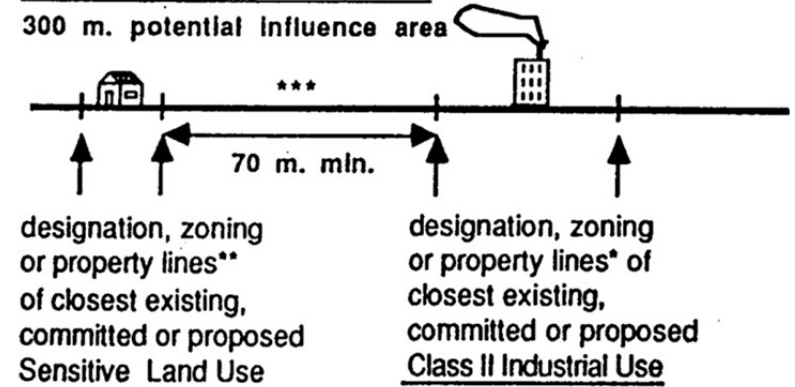 300 m. potential influence area
***
70 m. min.
designation, zoning
or property lines**
of closest existing,
committed or proposed
Sensitive Land Use
designation, zoning
or property lines* of
closest existing,
committed or proposed
Class II Industrial Use